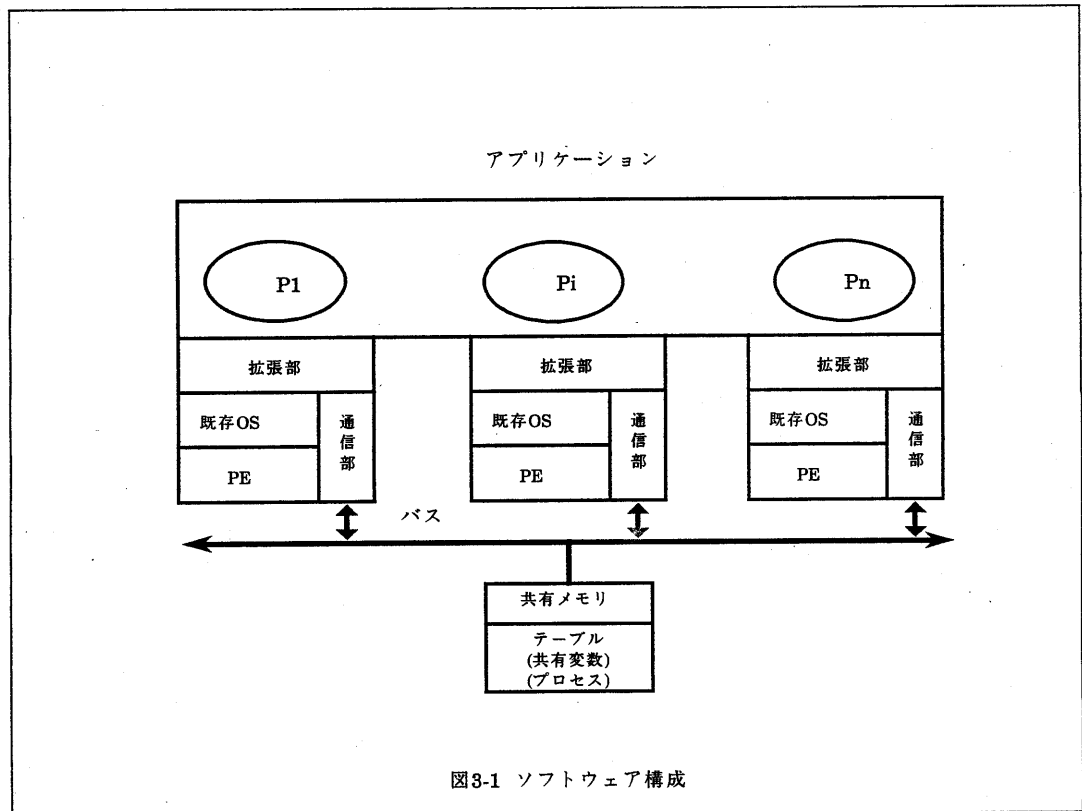 アプリケーション
P1
Pi
Pn
拡張部
拡張部
拡張部
既存OS
通信部
既存OS
通信部
既存OS
通信部
PE
PE
PE
バス
共有メモリ
テーブル
(共有変数)
(プロセス)
図3-1 ソフトウェア構成